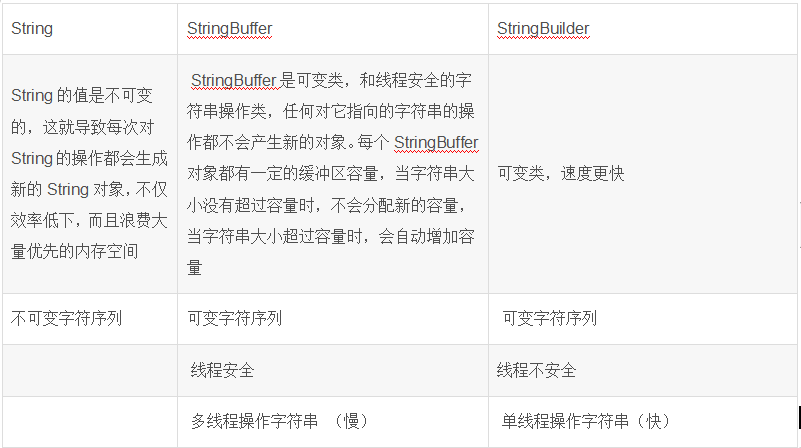 String
StringBuffer
StringBuilder
String 的值是不可变
的，这就导致每次对
String 的操作都会生成
新的 String 对象，不仅
效率低下，而且浪费大
量优先的内存空间
StringBuffer 是可变类，和线程安全的字
符串操作类，任何对它指向的字符串的操
作都不会产生新的对象。每个 StringBuffer
对象都有一定的缓冲区容量，当字符串大
小没有超过容量时，不会分配新的容量，
当字符串大小超过容量时，会自动增加容
量
可变类，速度更快
不可变字符序列
可变字符序列
可变字符序列
线程安全
线程不安全
多线程操作字符串 （慢）
单线程操作字符串（快）